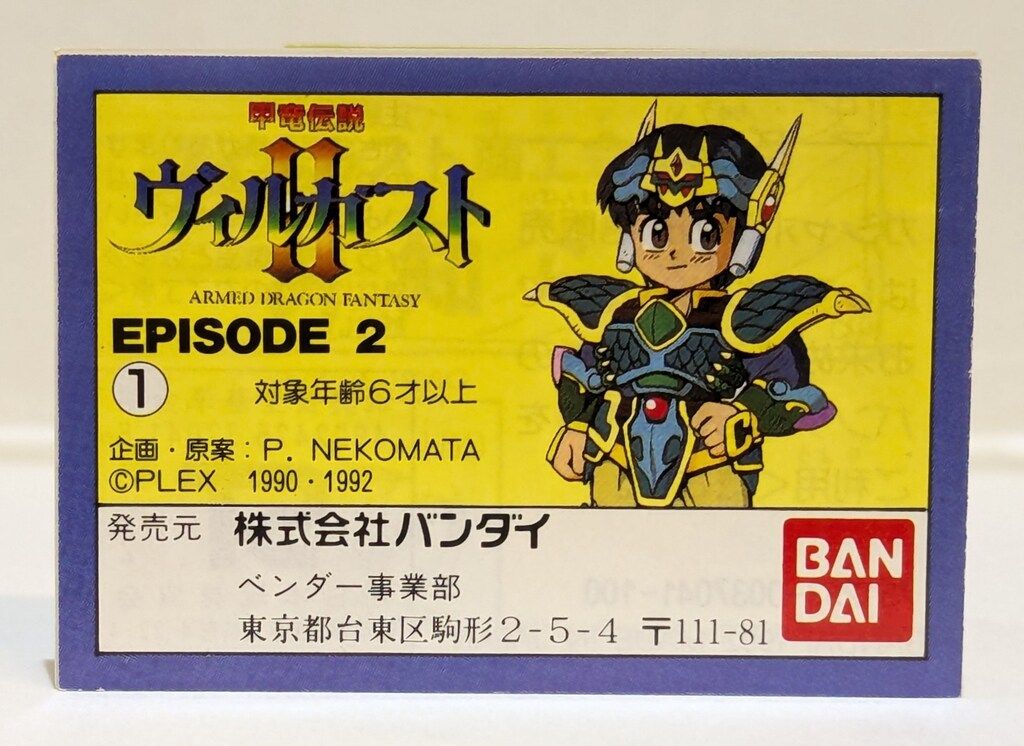 甲竜伝説
ヴィルガスト
II
ARMED DRAGON FANTASY
EPISODE 2
① 対象年齢6才以上
企画・原案：P. NEKOMATA
©PLEX 1990・1992
発売元 株式会社バンダイ
ベンダー事業部
東京都台東区駒形2-5-4 〒111-81
BAN
DAI